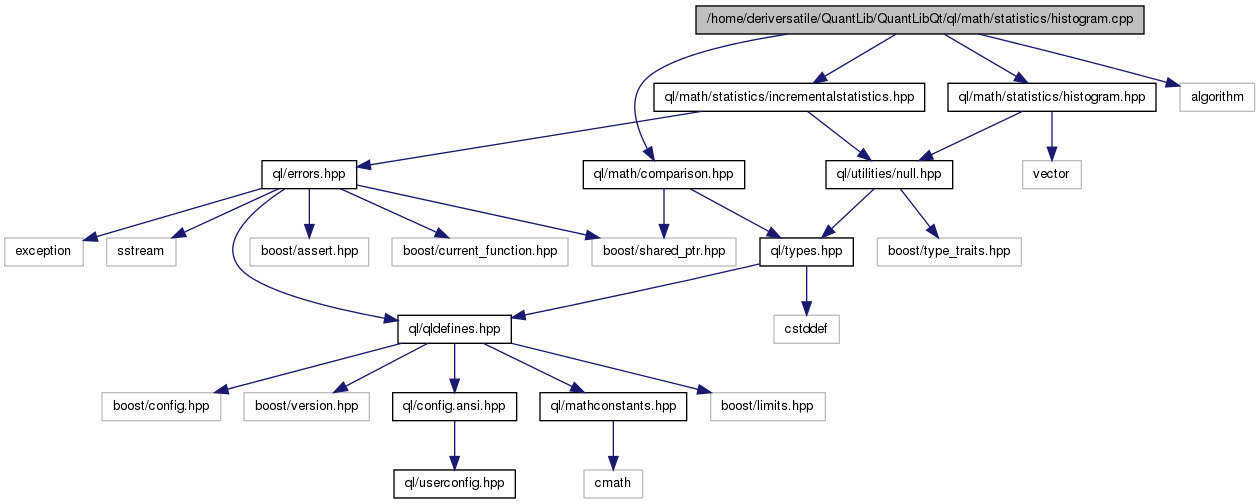 /home/deriversatile/QuantLib/QuantLibQt/ql/math/statistics/histogram.cpp
ql/math/statistics/incrementalstatistics.hpp
ql/math/statistics/histogram.hpp
algorithm
ql/errors.hpp
ql/math/comparison.hpp
ql/utilities/null.hpp
vector
exception
sstream
boost/assert.hpp
boost/current_function.hpp
boost/shared_ptr.hpp
ql/types.hpp
boost/type_traits.hpp
ql/qldefines.hpp
cstddef
boost/config.hpp
boost/version.hpp
ql/config.ansi.hpp
ql/mathconstants.hpp
boost/limits.hpp
ql/userconfig.hpp
cmath